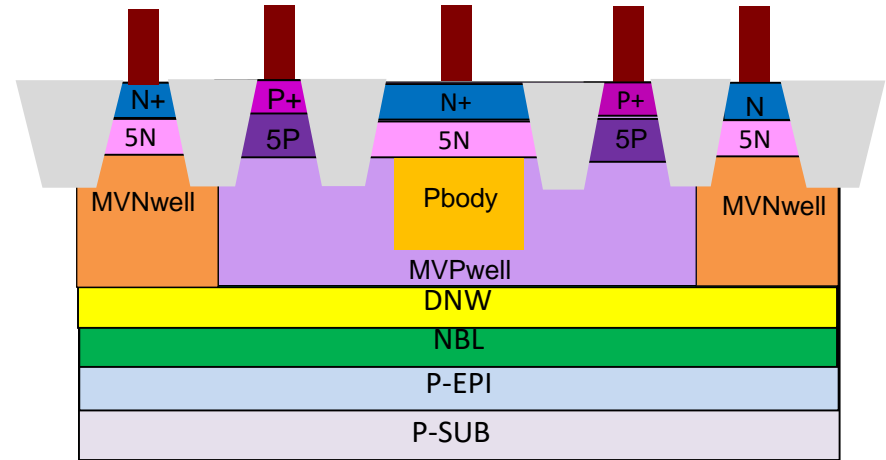 N+ P+ N+ P+ N
5N 5P 5N 5P 5N
MVNwell Pbody MVNwell
MVPwell
DNW
NBL
P-EPI
P-SUB